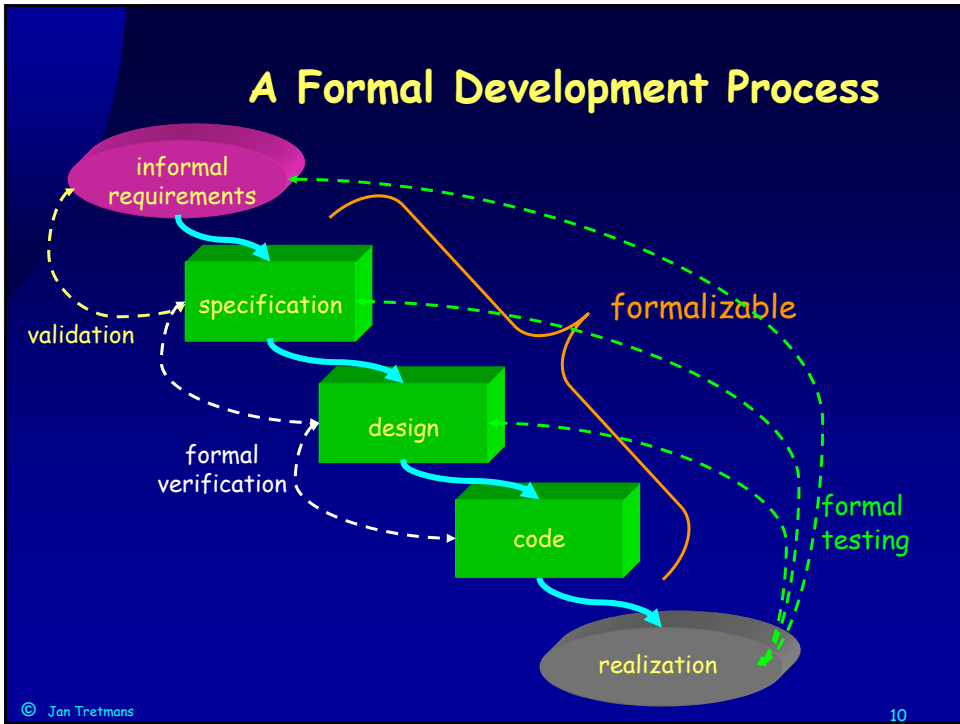 A Formal Development Process
informal
requirements
specification
formalizable
validation
design
formal
verification
formal
testing
code
realization
© Jan Tretmans
10